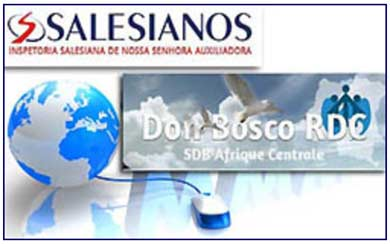 SALESIANOS
INSPETORIA SALESIANA DE NOSSA SENHORA AUXILIADORA
Don Bosco RDC
SDB Afrique Centrale